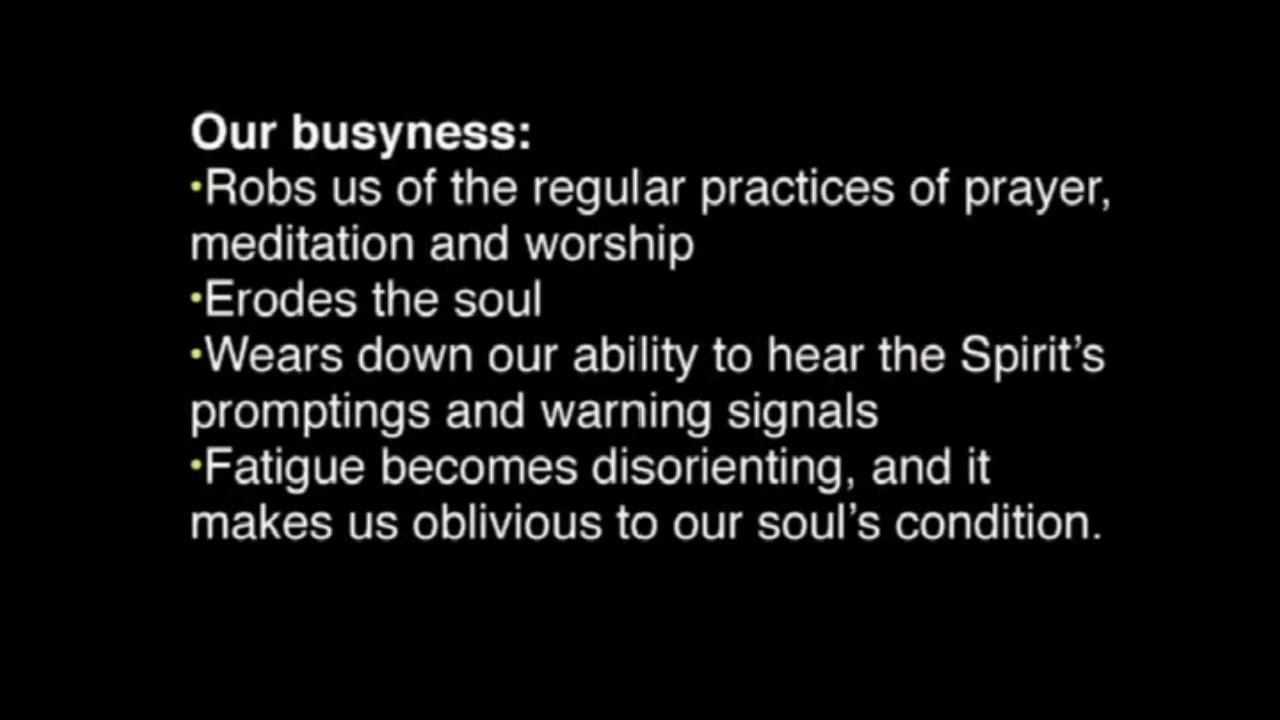 Our busyness:
•Robs us of the regular practices of prayer,
meditation and worship
•Erodes the soul
•Wears down our ability to hear the Spirit’s
promptings and warning signals
•Fatigue becomes disorienting, and it
makes us oblivious to our soul’s condition.